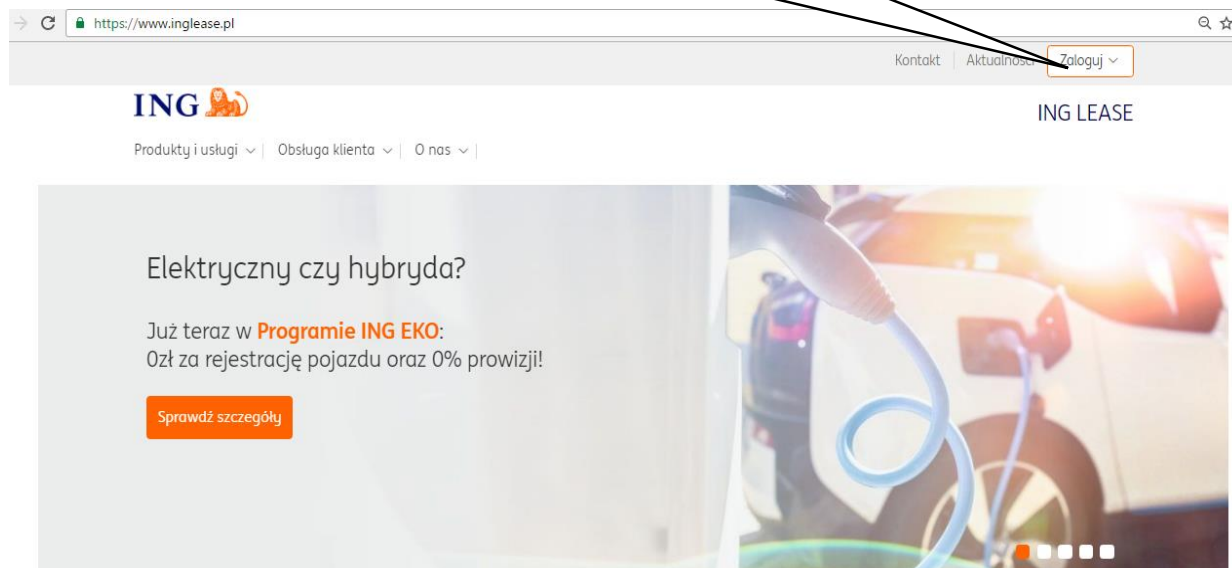 https://www.inglease.pl
Kontakt Aktualności Zaloguj
ING
ING LEASE
Produkty i usługi Obsługa klienta O nas
Elektryczny czy hybryda?
Już teraz w Programie ING EKO:
0zł za rejestrację pojazdu oraz 0% prowizji!
Sprawdź szczegóły